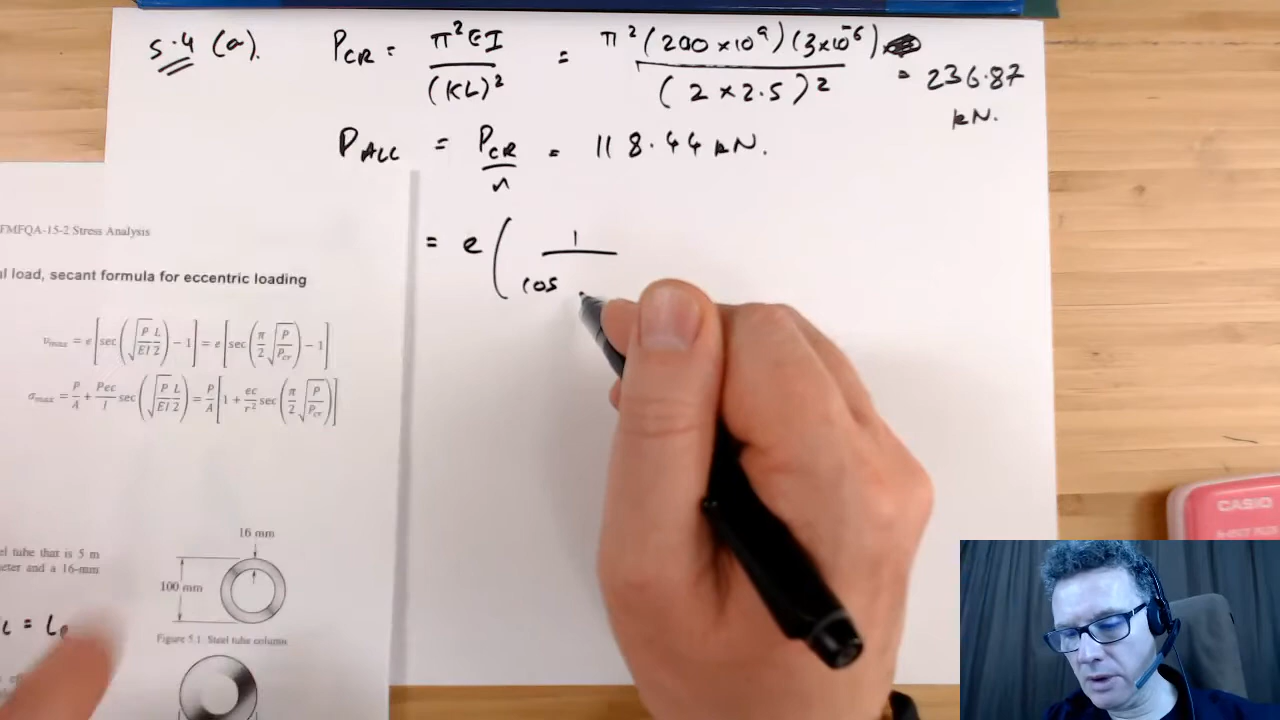 5.4 (a). P_CR = π²EI / (KL)² = π²(200×10⁹)(3×10⁻⁶) / (2 × 2.5)² = 236.87 kN.
P_ALL = P_CR / n = 118.44 kN.
= e ( 1 / cos
FMFQA-15-2 Stress Analysis
l load, secant formula for eccentric loading
v_max = e[sec(√(P/EI) L/2) − 1] = e[sec(π/2 √(P/P_cr)) − 1]
σ_max = P/A + Pec/I sec(√(P/EI) L/2) = P/A [1 + ec/r² sec(π/2 √(P/P_cr))]
16 mm
el tube that is 5 m
eter and a 16-mm
100 mm
= L
Figure 5.1 Steel tube column
CASIO